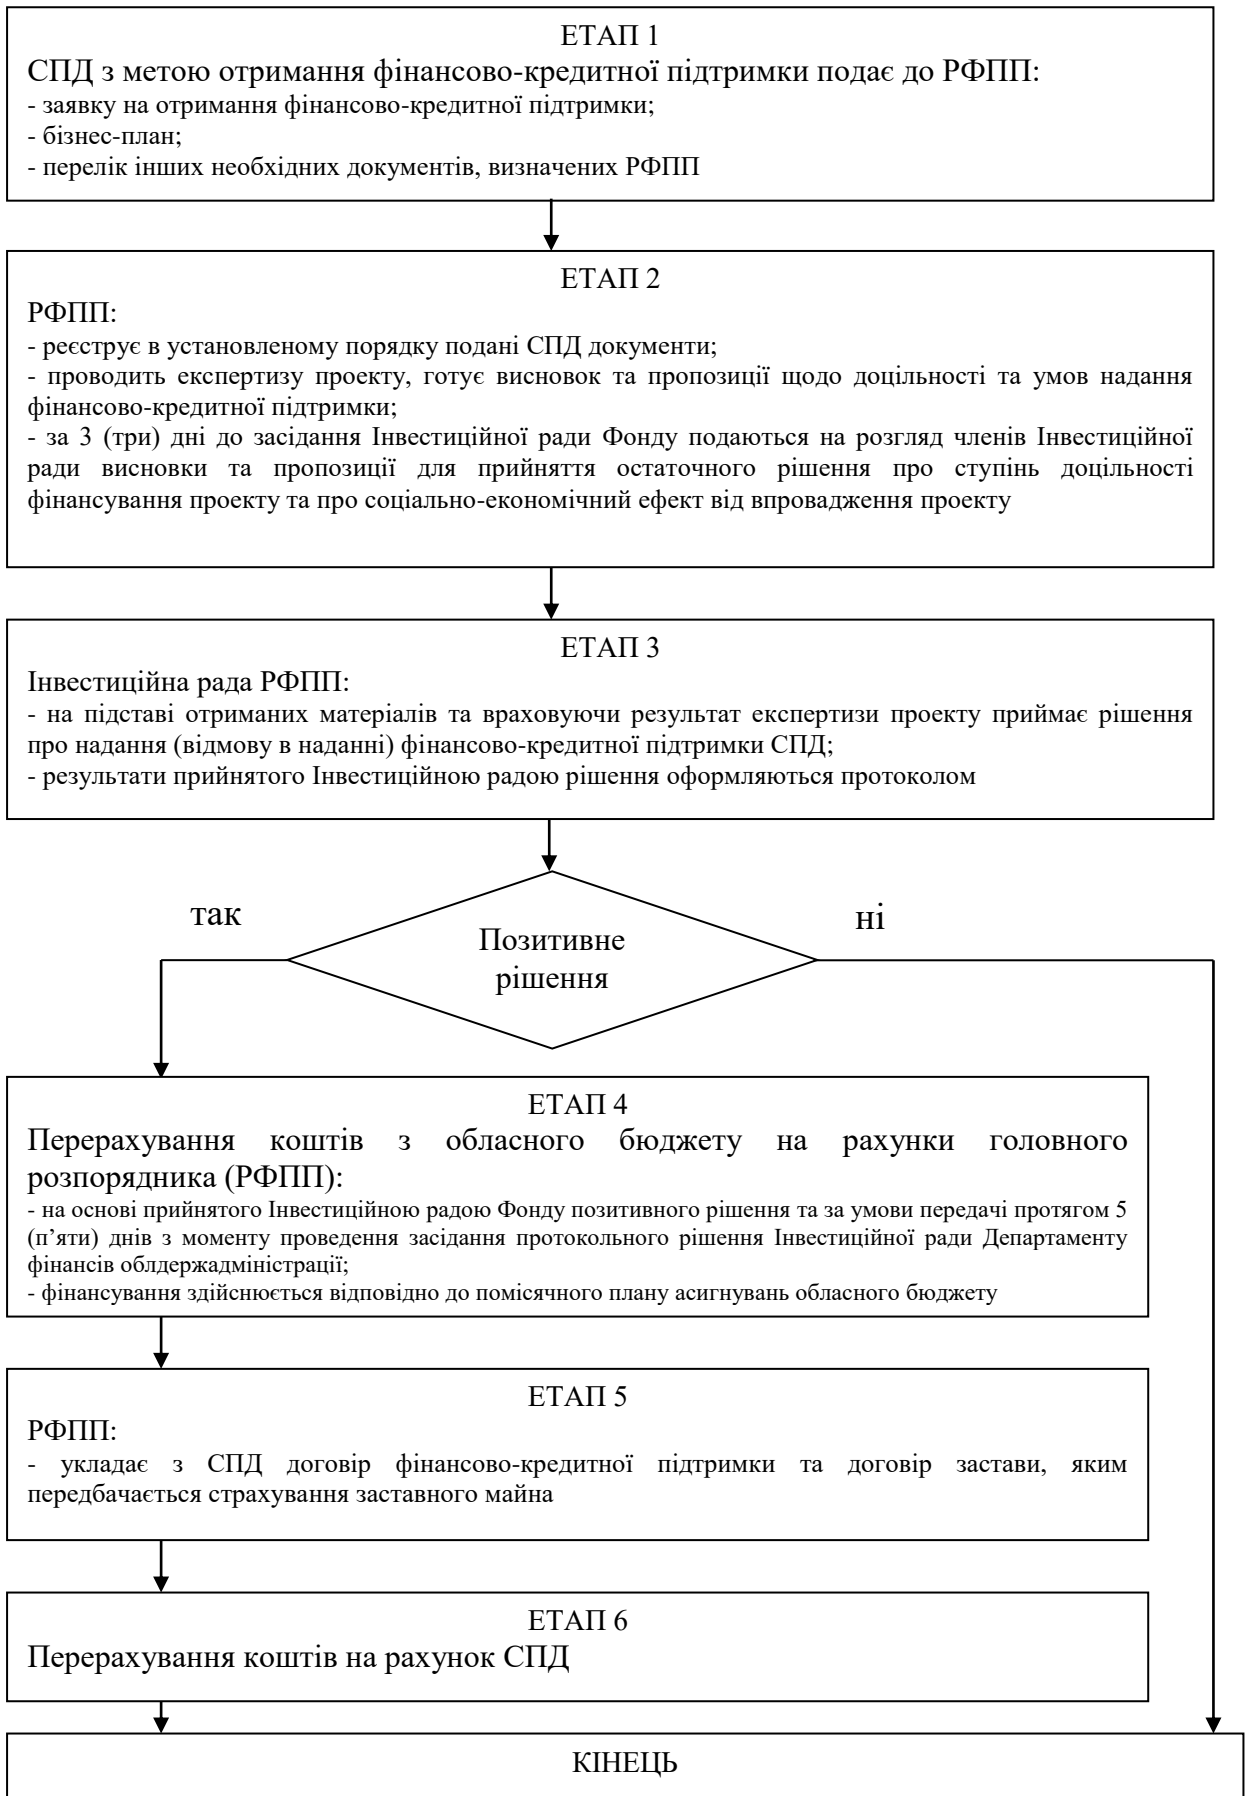 ЕТАП 1
СПД з метою отримання фінансово-кредитної підтримки подає до РФПП:
- заявку на отримання фінансово-кредитної підтримки;
- бізнес-план;
- перелік інших необхідних документів, визначених РФПП
ЕТАП 2
РФПП:
- реєструє в установленому порядку подані СПД документи;
- проводить експертизу проекту, готує висновок та пропозиції щодо доцільності та умов надання
фінансово-кредитної підтримки;
- за 3 (три) дні до засідання Інвестиційної ради Фонду подаються на розгляд членів Інвестиційної
ради висновки та пропозиції для прийняття остаточного рішення про ступінь доцільності
фінансування проекту та про соціально-економічний ефект від впровадження проекту
ЕТАП 3
Інвестиційна рада РФПП:
- на підставі отриманих матеріалів та враховуючи результат експертизи проекту приймає рішення
про надання (відмову в наданні) фінансово-кредитної підтримки СПД;
- результати прийнятого Інвестиційною радою рішення оформляються протоколом
так
ні
Позитивне
рішення
ЕТАП 4
Перерахування коштів з обласного бюджету на рахунки головного
розпорядника (РФПП):
- на основі прийнятого Інвестиційною радою Фонду позитивного рішення та за умови передачі протягом 5
(п’яти) днів з моменту проведення засідання протокольного рішення Інвестиційної ради Департаменту
фінансів облдержадміністрації;
- фінансування здійснюється відповідно до помісячного плану асигнувань обласного бюджету
ЕТАП 5
РФПП:
- укладає з СПД договір фінансово-кредитної підтримки та договір застави, яким
передбачається страхування заставного майна
ЕТАП 6
Перерахування коштів на рахунок СПД
КІНЕЦЬ